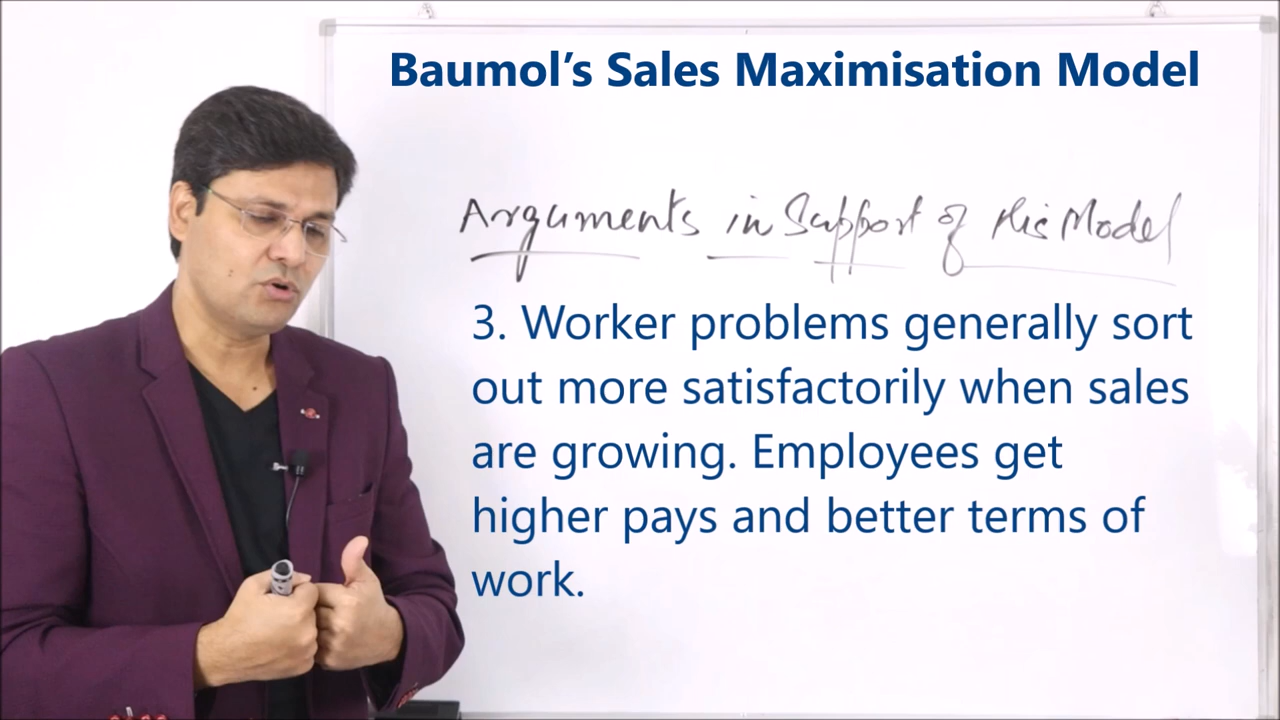 Baumol’s Sales Maximisation Model
Arguments in Support of His Model
3. Worker problems generally sort
out more satisfactorily when sales
are growing. Employees get
higher pays and better terms of
work.